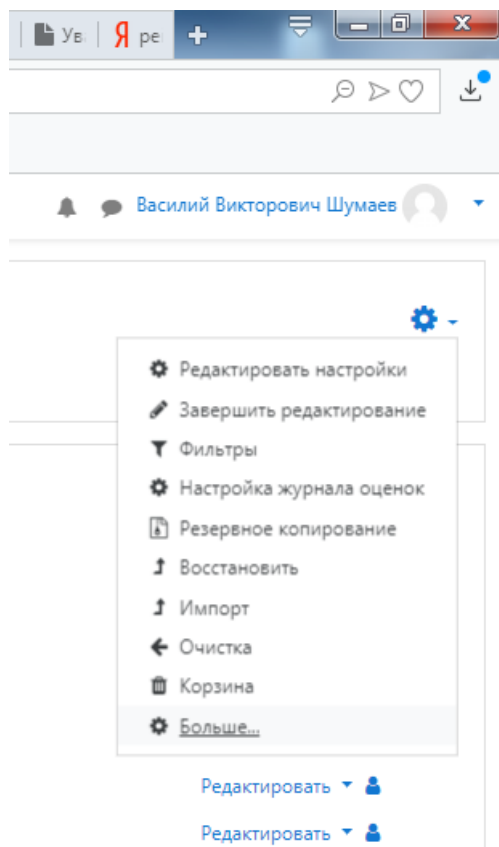 Ув
Я ре
Василий Викторович Шумаев
Редактировать настройки
Завершить редактирование
Фильтры
Настройка журнала оценок
Резервное копирование
Восстановить
Импорт
Очистка
Корзина
Больше...
Редактировать
Редактировать